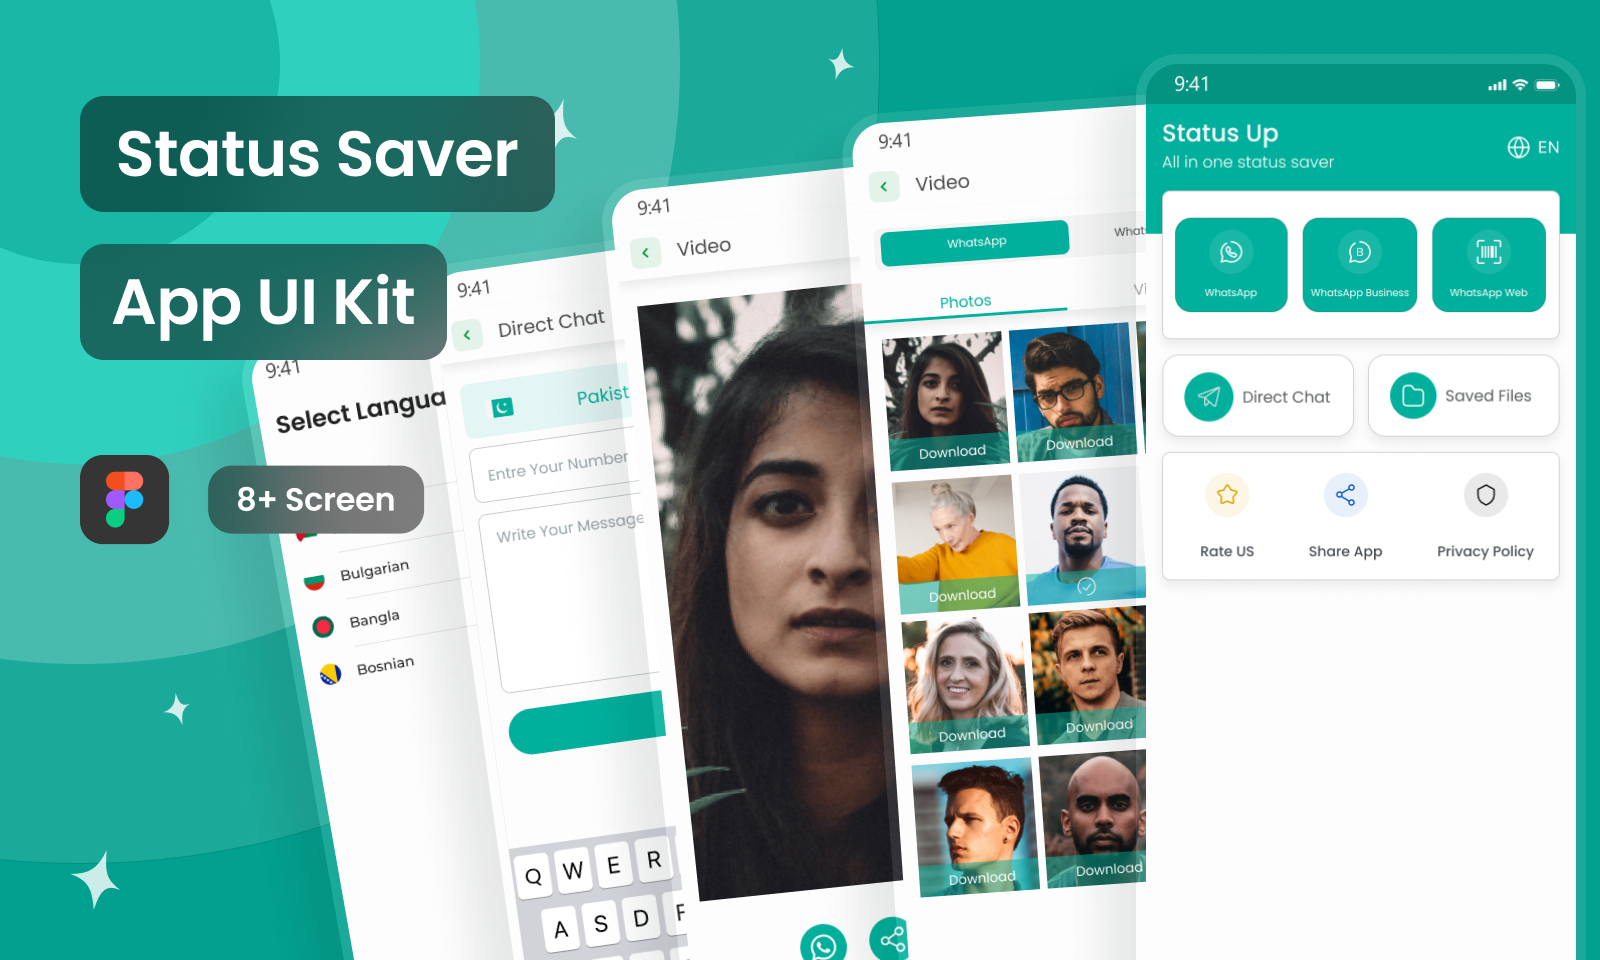 Status Saver
App UI Kit
8+ Screen
9:41
Select Langua
Bulgarian
Bangla
Bosnian
9:41
Direct Chat
Pakist
Entre Your Number
Write Your Message
Q W E R
A S D F
9:41
Video
9:41
Video
WhatsApp
What
Photos
Vi
Download
Download
Download
Download
Download
Download
Download
9:41
Status Up
All in one status saver
EN
WhatsApp
B
WhatsApp Business
WhatsApp Web
Direct Chat
Saved Files
Rate US
Share App
Privacy Policy